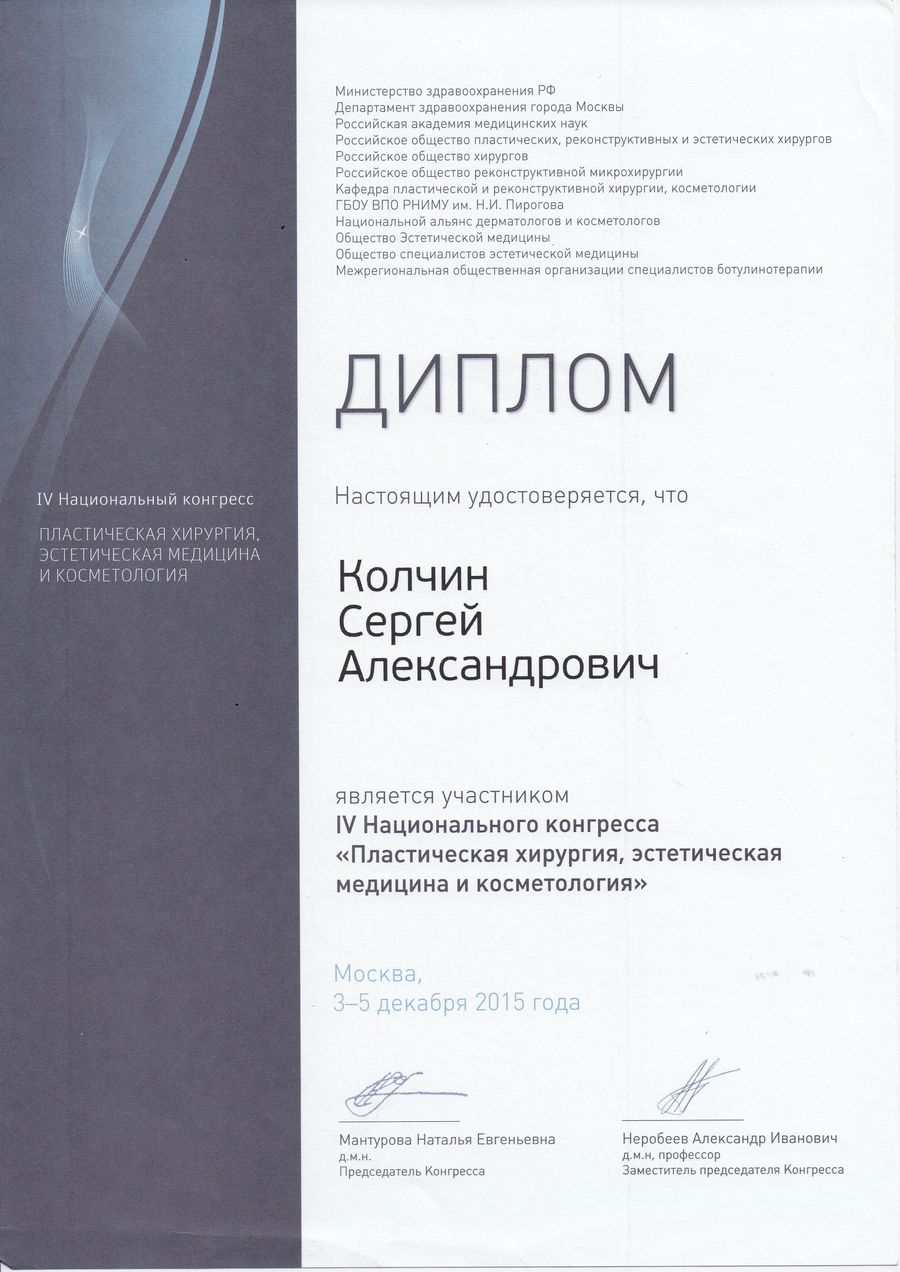 Министерство здравоохранения РФ
Департамент здравоохранения города Москвы
Российская академия медицинских наук
Российское общество пластических, реконструктивных и эстетических хирургов
Российское общество хирургов
Российское общество реконструктивной микрохирургии
Кафедра пластической и реконструктивной хирургии, косметологии
ГБОУ ВПО РНИМУ им. Н.И. Пирогова
Национальной альянс дерматологов и косметологов
Общество Эстетической медицины
Общество специалистов эстетической медицины
Межрегиональная общественная организации специалистов ботулинотерапии
ДИПЛОМ
IV Национальный конгресс
ПЛАСТИЧЕСКАЯ ХИРУРГИЯ,
ЭСТЕТИЧЕСКАЯ МЕДИЦИНА
И КОСМЕТОЛОГИЯ
Настоящим удостоверяется, что
Колчин
Сергей
Александрович
является участником
IV Национального конгресса
«Пластическая хирургия, эстетическая
медицина и косметология»
Москва,
3–5 декабря 2015 года
Мантурова Наталья Евгеньевна
д.м.н.
Председатель Конгресса
Неробеев Александр Иванович
д.м.н, профессор
Заместитель председателя Конгресса